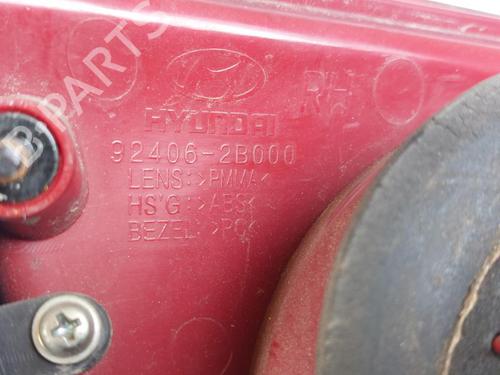 B-PARTS
RH
HYUNDAI
92406-2B000
LENS:>PMMA<
HS'G:>ABS<
BEZEL:>PC<